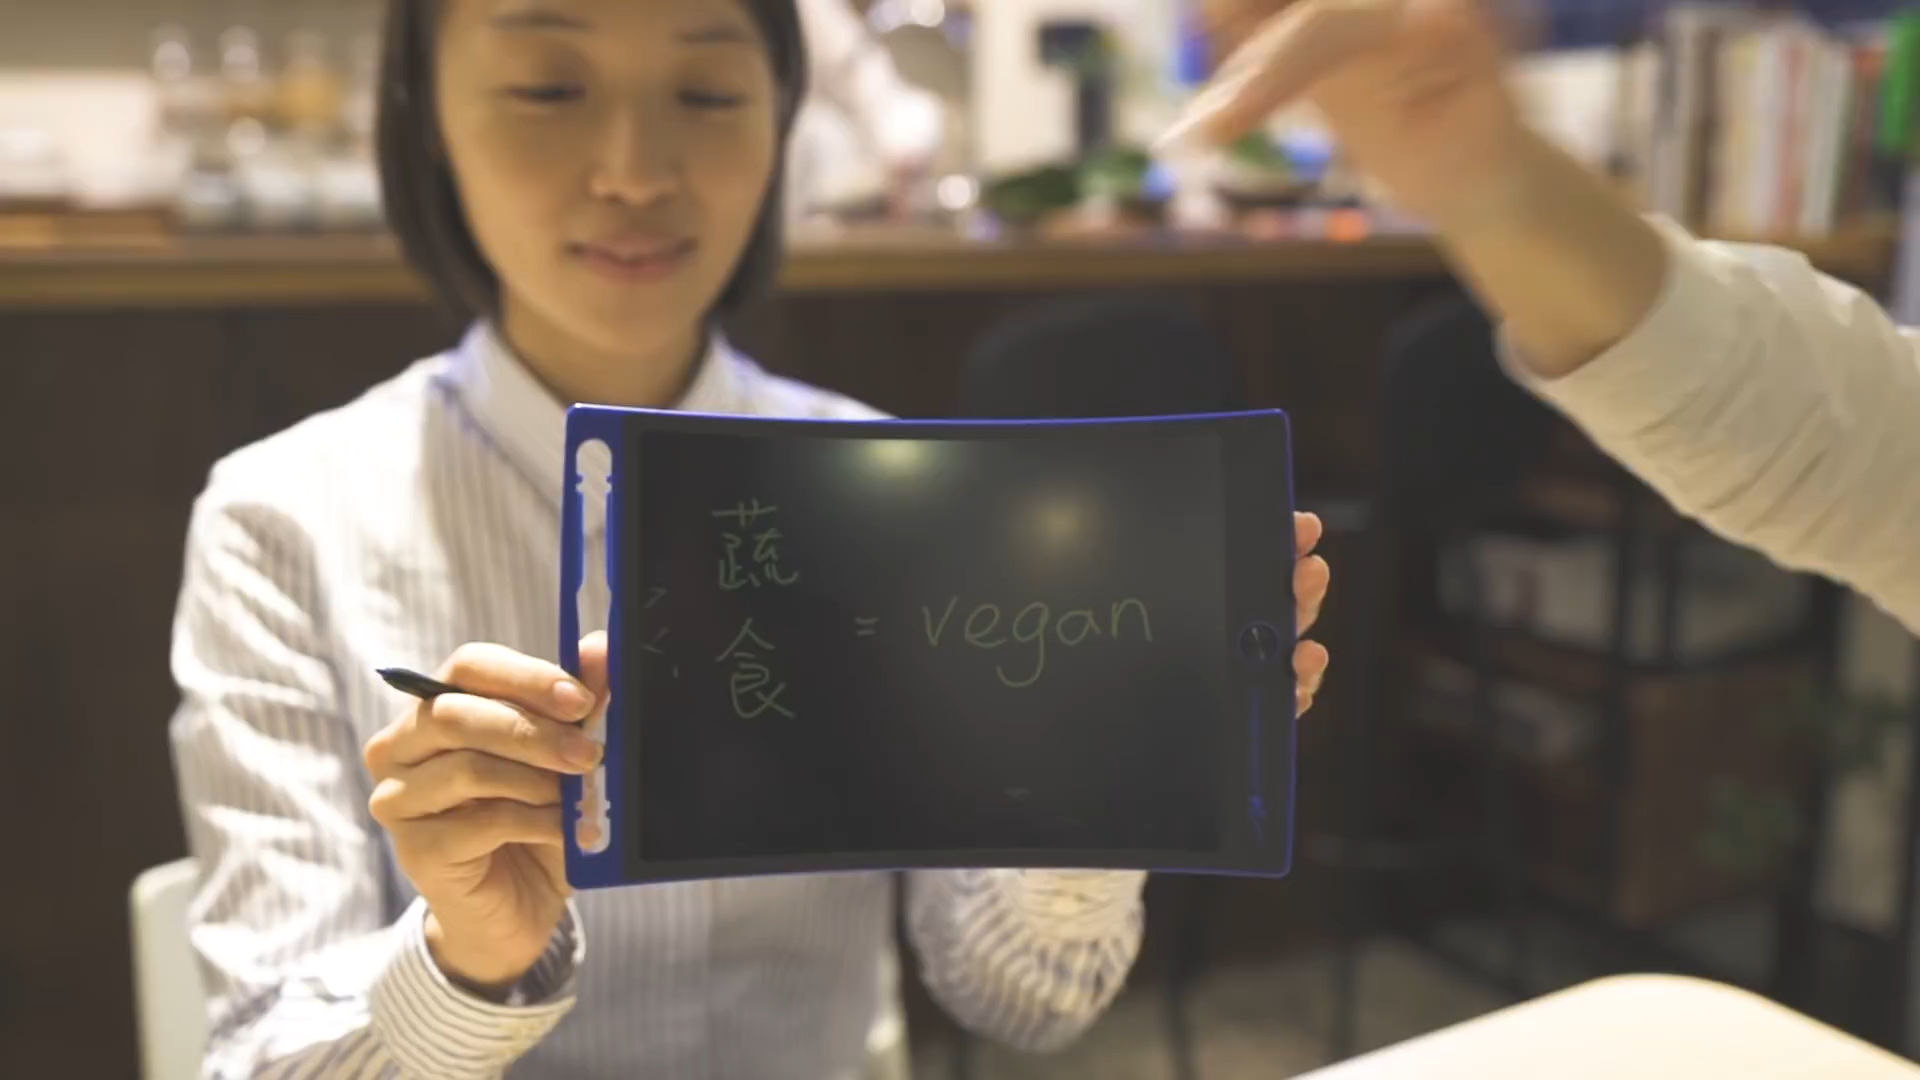 蔬食 = vegan